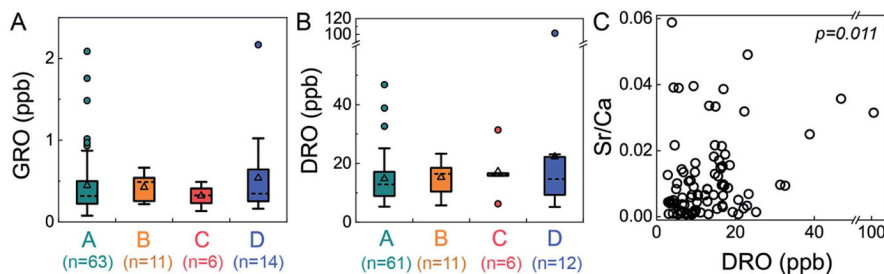 A
GRO (ppb)
2
1
0
A
B
C
D
(n=63)
(n=11)
(n=6)
(n=14)
B
DRO (ppb)
120
100
40
20
0
A
B
C
D
(n=61)
(n=11)
(n=6)
(n=12)
C
p=0.011
Sr/Ca
0.06
0.04
0.02
0.00
0
20
40
100
DRO (ppb)